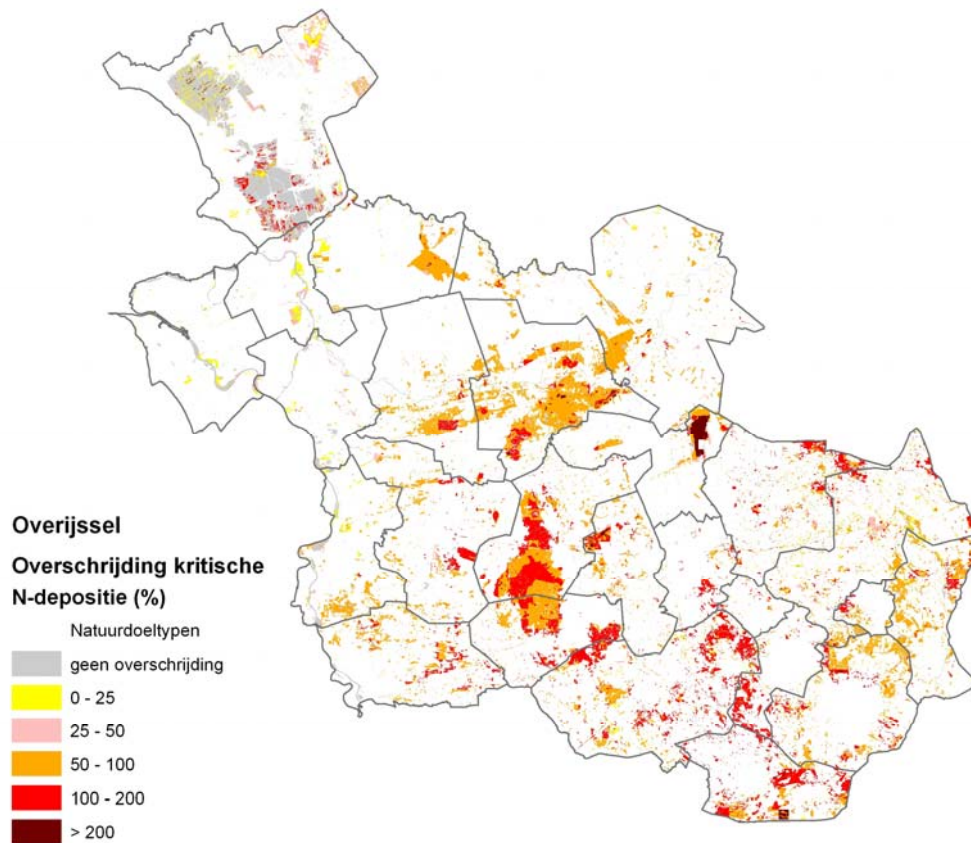 Overijssel
Overschrijding kritische
N-depositie (%)
Natuurdoeltypen
geen overschrijding
0 - 25
25 - 50
50 - 100
100 - 200
> 200